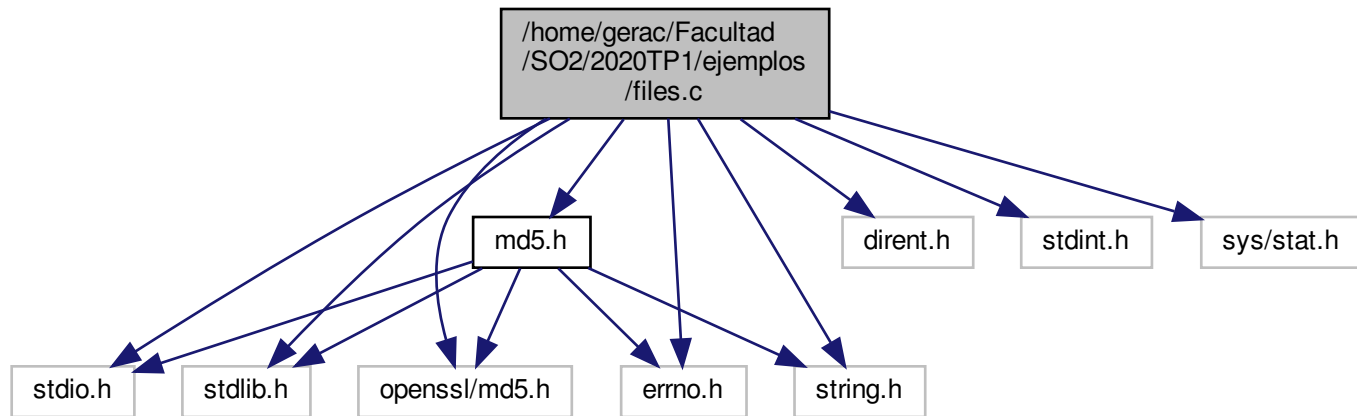 /home/gerac/Facultad
/SO2/2020TP1/ejemplos
/files.c
md5.h
dirent.h
stdint.h
sys/stat.h
stdio.h
stdlib.h
openssl/md5.h
errno.h
string.h